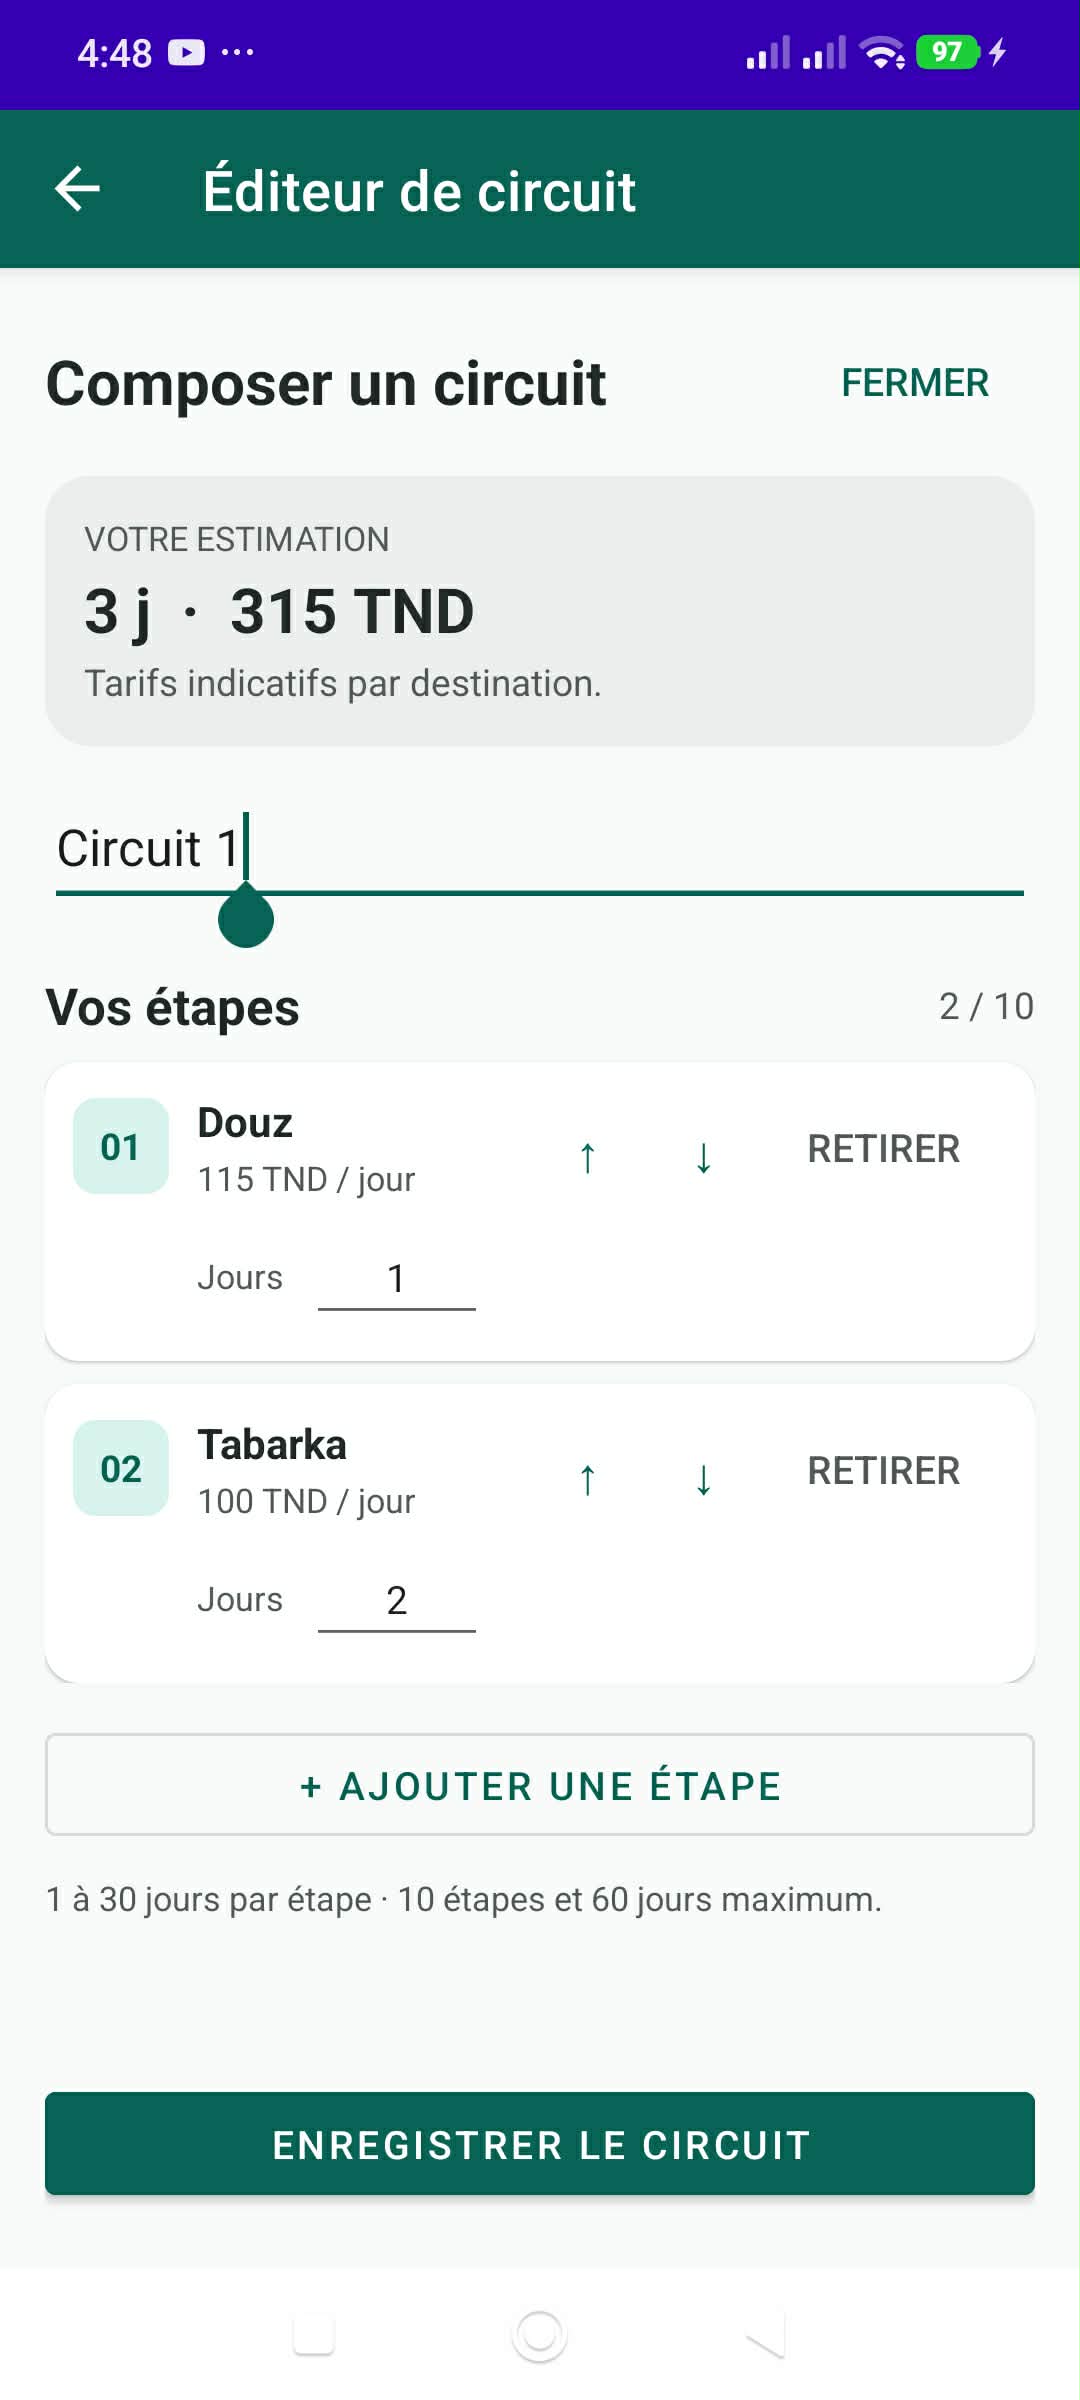 4:48
97
Éditeur de circuit
Composer un circuit
FERMER
VOTRE ESTIMATION
3 j · 315 TND
Tarifs indicatifs par destination.
Circuit 1
Vos étapes
2 / 10
01
Douz
115 TND / jour
↑
↓
RETIRER
Jours
1
02
Tabarka
100 TND / jour
↑
↓
RETIRER
Jours
2
+ AJOUTER UNE ÉTAPE
1 à 30 jours par étape · 10 étapes et 60 jours maximum.
ENREGISTRER LE CIRCUIT